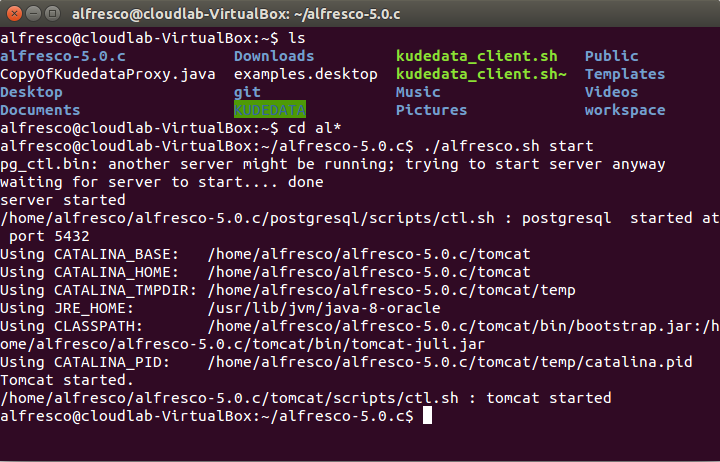 alfresco@cloudlab-VirtualBox: ~/alfresco-5.0.c
alfresco@cloudlab-VirtualBox:~$ ls
alfresco-5.0.c Downloads kudedata_client.sh Public
CopyOfKudedataProxy.java examples.desktop kudedata_client.sh~ Templates
Desktop git Music Videos
Documents KUDEDATA Pictures workspace
alfresco@cloudlab-VirtualBox:~$ cd al*
alfresco@cloudlab-VirtualBox:~/alfresco-5.0.c$ ./alfresco.sh start
pg_ctl.bin: another server might be running; trying to start server anyway
waiting for server to start.... done
server started
/home/alfresco/alfresco-5.0.c/postgresql/scripts/ctl.sh : postgresql  started at
 port 5432
Using CATALINA_BASE:   /home/alfresco/alfresco-5.0.c/tomcat
Using CATALINA_HOME:   /home/alfresco/alfresco-5.0.c/tomcat
Using CATALINA_TMPDIR: /home/alfresco/alfresco-5.0.c/tomcat/temp
Using JRE_HOME:        /usr/lib/jvm/java-8-oracle
Using CLASSPATH:       /home/alfresco/alfresco-5.0.c/tomcat/bin/bootstrap.jar:/h
ome/alfresco/alfresco-5.0.c/tomcat/bin/tomcat-juli.jar
Using CATALINA_PID:    /home/alfresco/alfresco-5.0.c/tomcat/temp/catalina.pid
Tomcat started.
/home/alfresco/alfresco-5.0.c/tomcat/scripts/ctl.sh : tomcat started
alfresco@cloudlab-VirtualBox:~/alfresco-5.0.c$